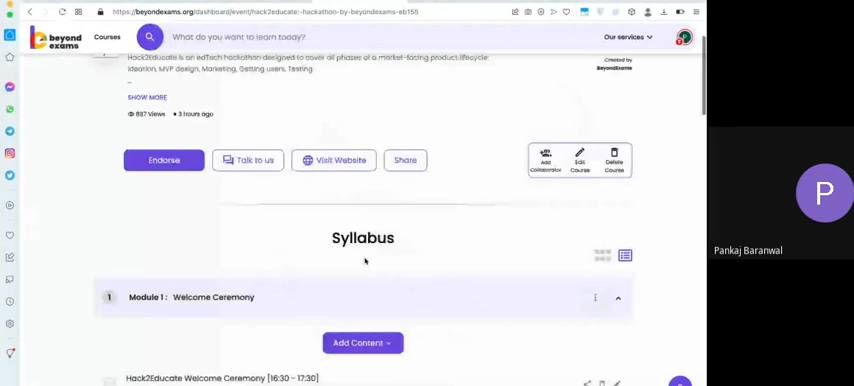 https://beyondexams.org/dashboard/event/hack2educate:-hackathon-by-beyondexams-eb155
beyond
exams
Courses
What do you want to learn today?
Our services
Hack2Educate is an edTech hackathon designed to cover all phases of a market-facing product lifecycle:
Ideation, MVP design, Marketing, Getting users, Testing
Created by
BeyondExams
...
SHOW MORE
887 Views • 3 hours ago
Endorse
Talk to us
Visit Website
Share
Add
Collaborator
Edit
Course
Delete
Course
Syllabus
1
Module 1 : Welcome Ceremony
Add Content
Hack2Educate Welcome Ceremony [16:30 - 17:30]
P
Pankaj Baranwal